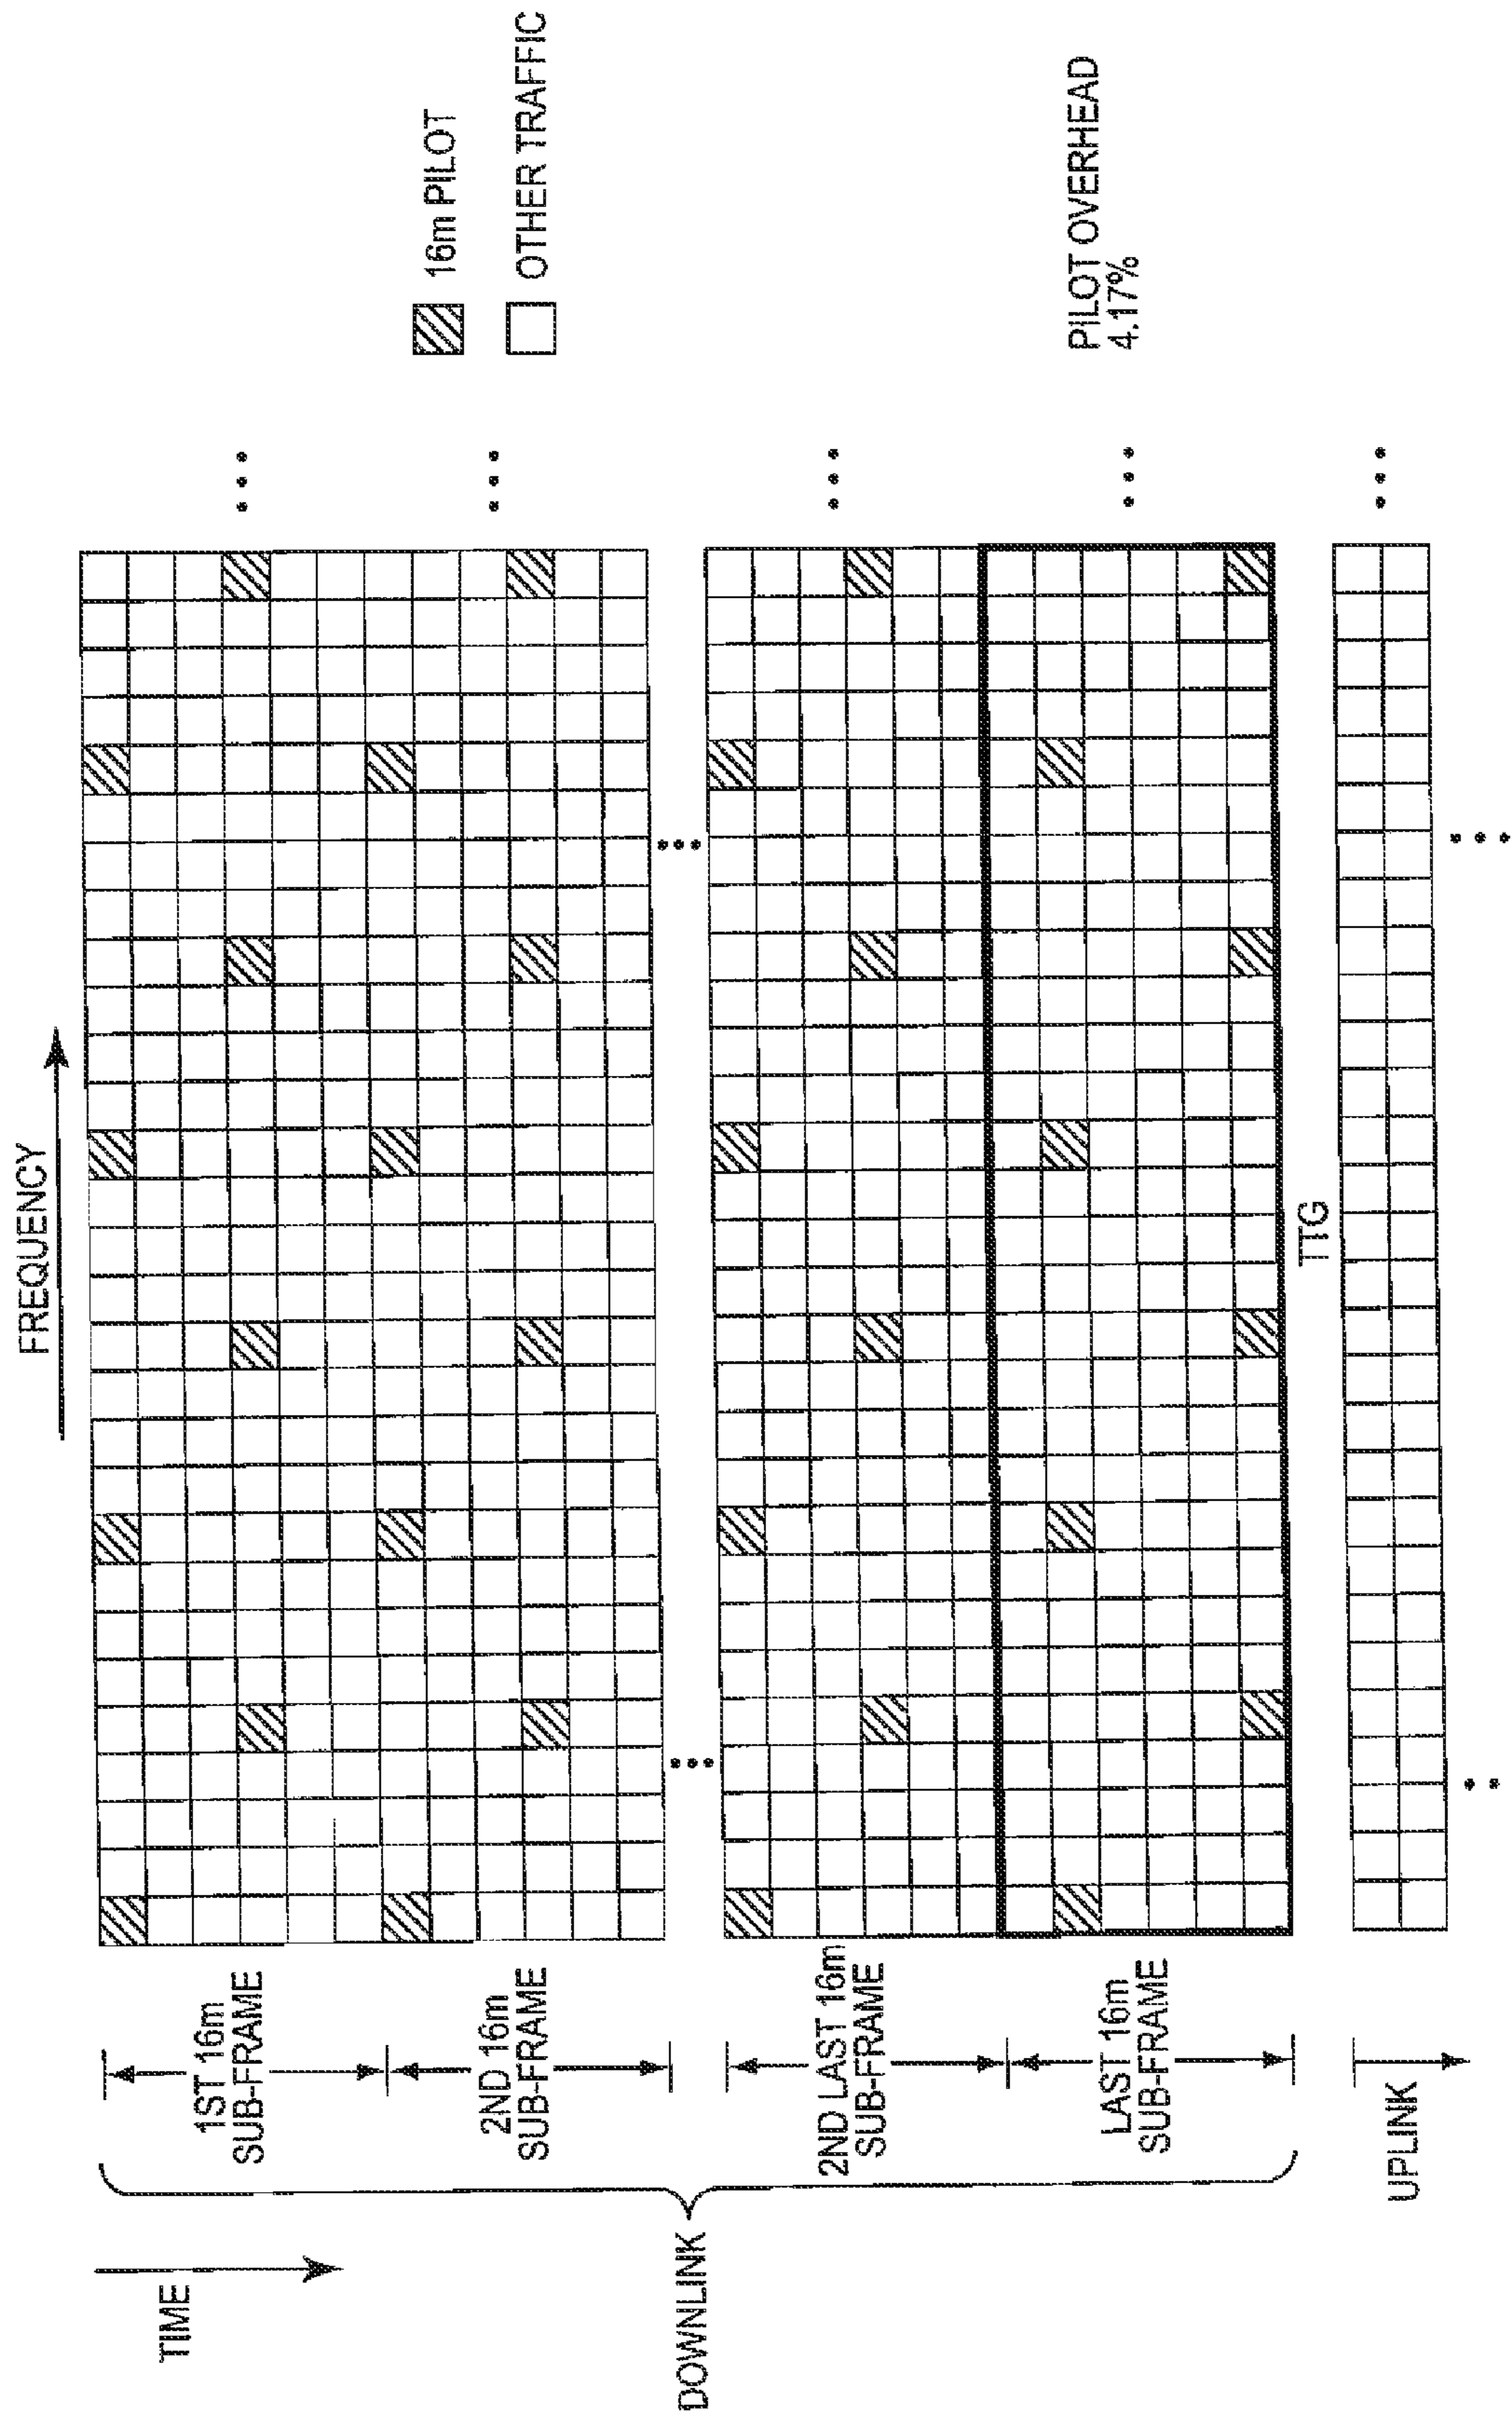 FREQUENCY
TIME
DOWNLINK
1ST 16m
SUB-FRAME
2ND 16m
SUB-FRAME
2ND LAST 16m
SUB-FRAME
LAST 16m
SUB-FRAME
TTG
UPLINK
16m PILOT
OTHER TRAFFIC
PILOT OVERHEAD
4.17%